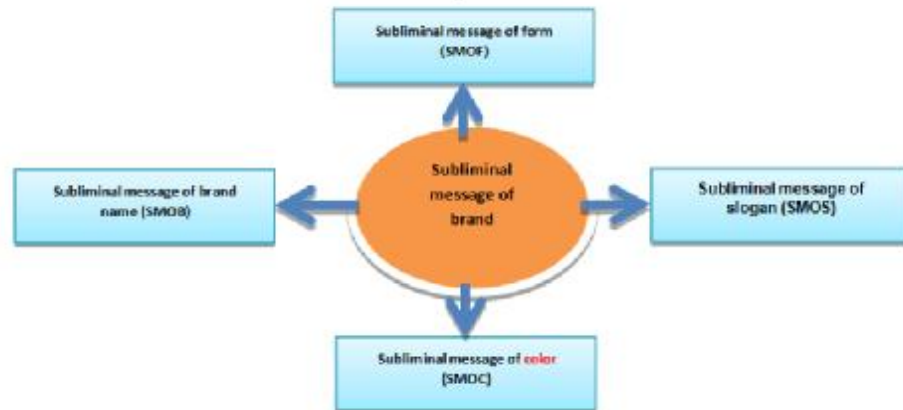 Subliminal message of form
(SMOF)
Subliminal
message of
brand
Subliminal message of brand
name (SMOB)
Subliminal message of
slogan (SMOS)
Subliminal message of color
(SMOC)